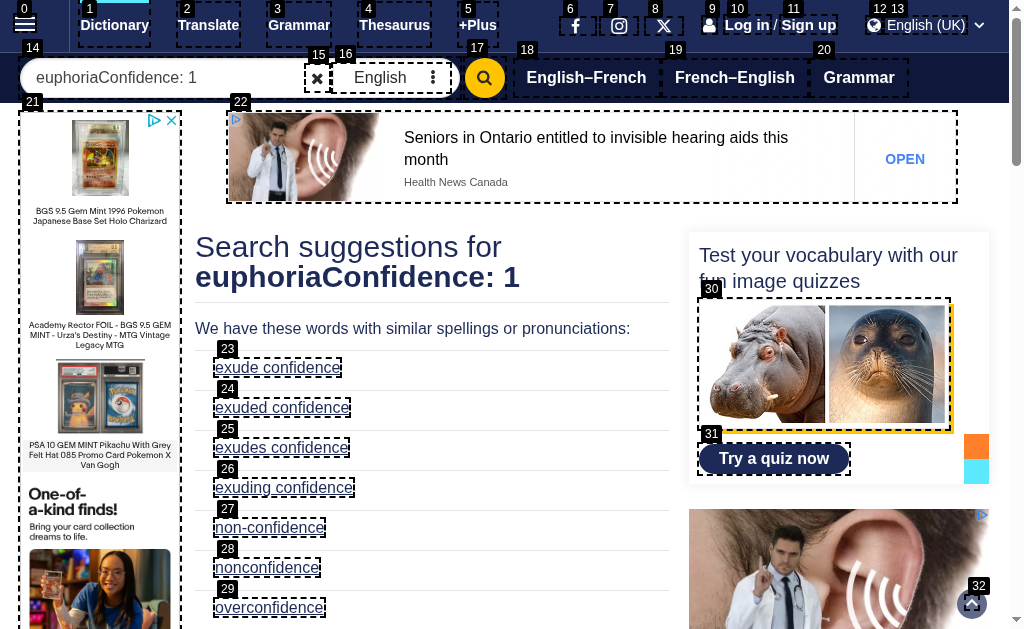 0 1 2 3 4 5 6 7 8 9 10 11 12 13
Dictionary Translate Grammar Thesaurus +Plus Log in / Sign up English (UK)
14 15 16 17 18 19 20
euphoriaConfidence: 1 English English–French French–English Grammar
21 22
Seniors in Ontario entitled to invisible hearing aids this
month
Health News Canada
OPEN
BGS 9.5 Gem Mint 1996 Pokemon
Japanese Base Set Holo Charizard
Academy Rector FOIL - BGS 9.5 GEM
MINT - Urza's Destiny - MTG Vintage
Legacy MTG
PSA 10 GEM MINT Pikachu With Grey
Felt Hat 085 Promo Card Pokemon X
Van Gogh
One-of-
a-kind finds!
Bring your card collection
dreams to life.
Search suggestions for
euphoriaConfidence: 1
We have these words with similar spellings or pronunciations:
23
exude confidence
24
exuded confidence
25
exudes confidence
26
exuding confidence
27
non-confidence
28
nonconfidence
29
overconfidence
Test your vocabulary with our
fun image quizzes
30
31
Try a quiz now
32